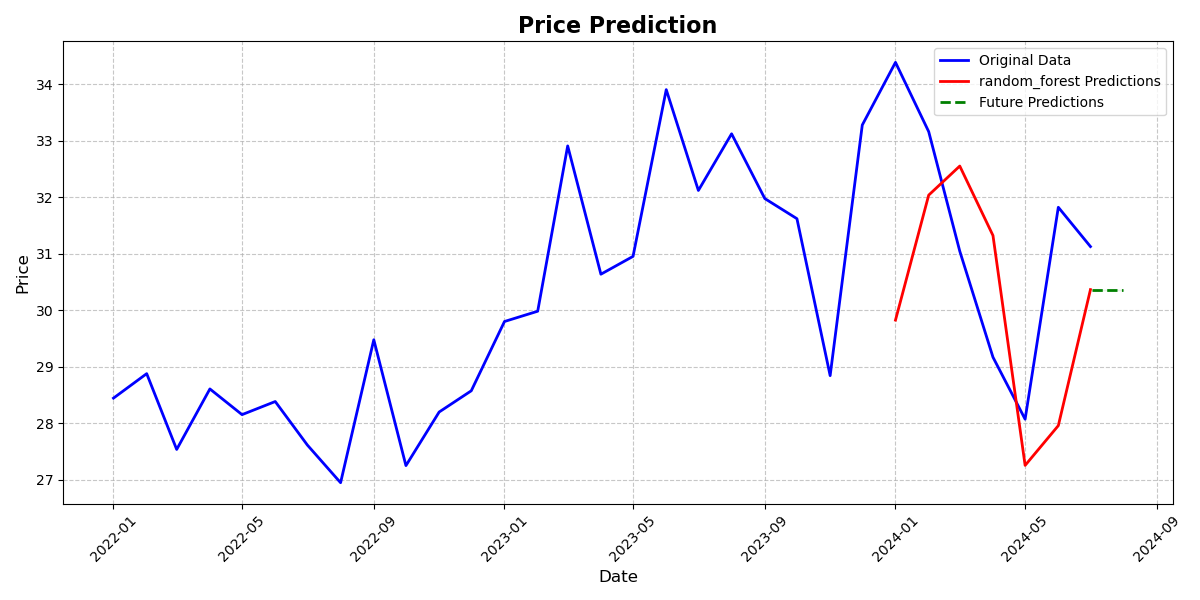 Price Prediction
Original Data
random_forest Predictions
Future Predictions
Price
34
33
32
31
30
29
28
27
2022-01
2022-05
2022-09
2023-01
2023-05
2023-09
2024-01
2024-05
2024-09
Date